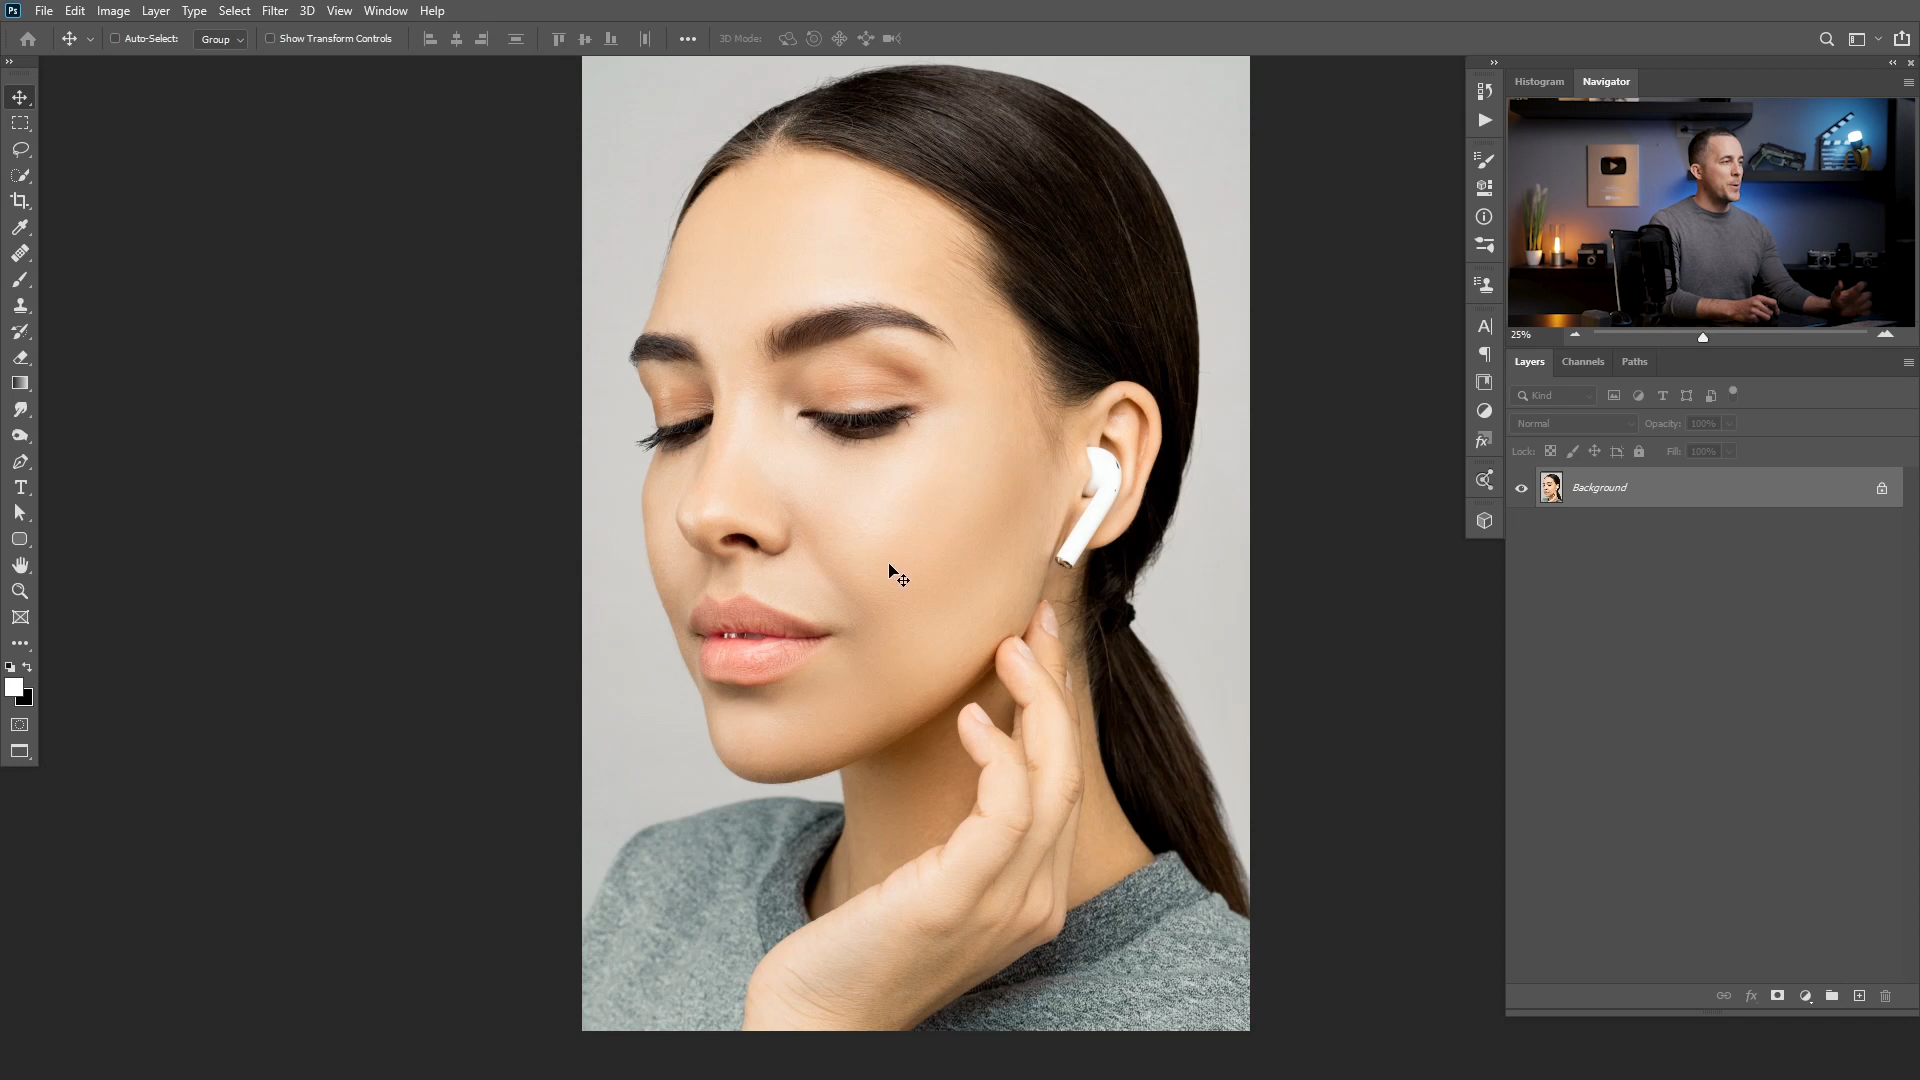 Ps File Edit Image Layer Type Select Filter 3D View Window Help
Auto-Select: Group Show Transform Controls 3D Mode:
Histogram Navigator
25%
Layers Channels Paths
Kind
Normal Opacity: 100%
Lock: Fill: 100%
Background